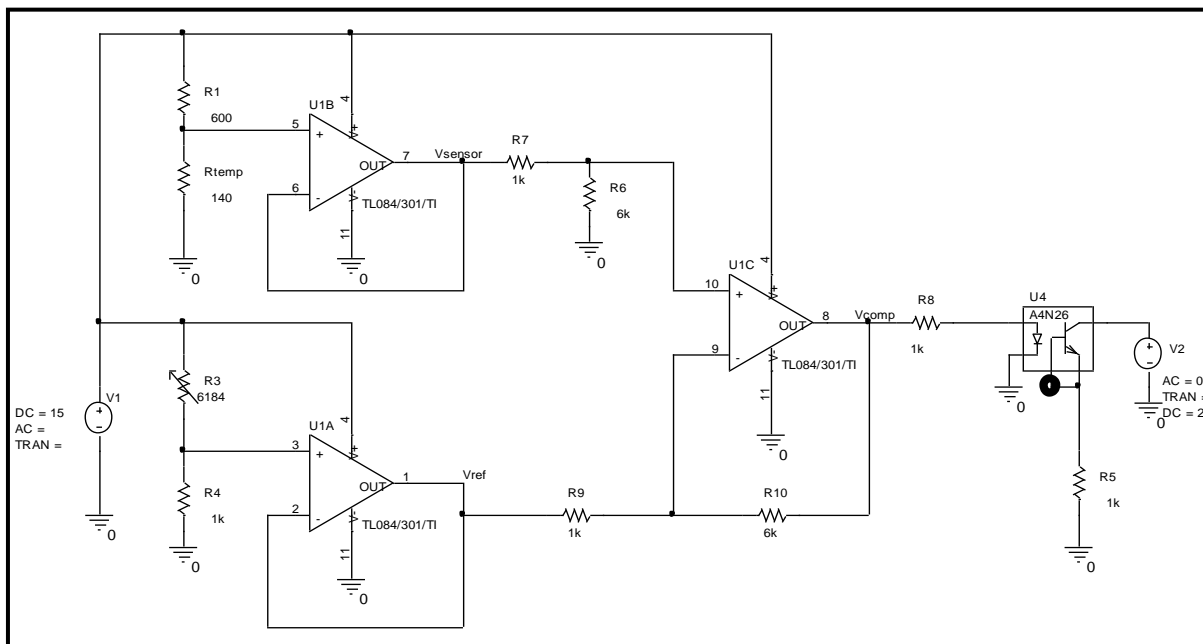 R1
600
Rtemp
140
U1B
5
+
6
-
4
V+
OUT
7
V-
11
TL084/301/TI
Vsensor
R7
1k
R6
6k
0
0
0
U1C
10
+
9
-
4
V+
OUT
8
V-
11
TL084/301/TI
0
Vcomp
R8
1k
U4
A4N26
0
V2
AC = 0
TRAN =
DC = 2
0
R5
1k
0
V1
DC = 15
AC =
TRAN =
0
R3
6184
R4
1k
0
U1A
3
+
2
-
4
V+
OUT
1
V-
11
TL084/301/TI
0
Vref
R9
1k
R10
6k